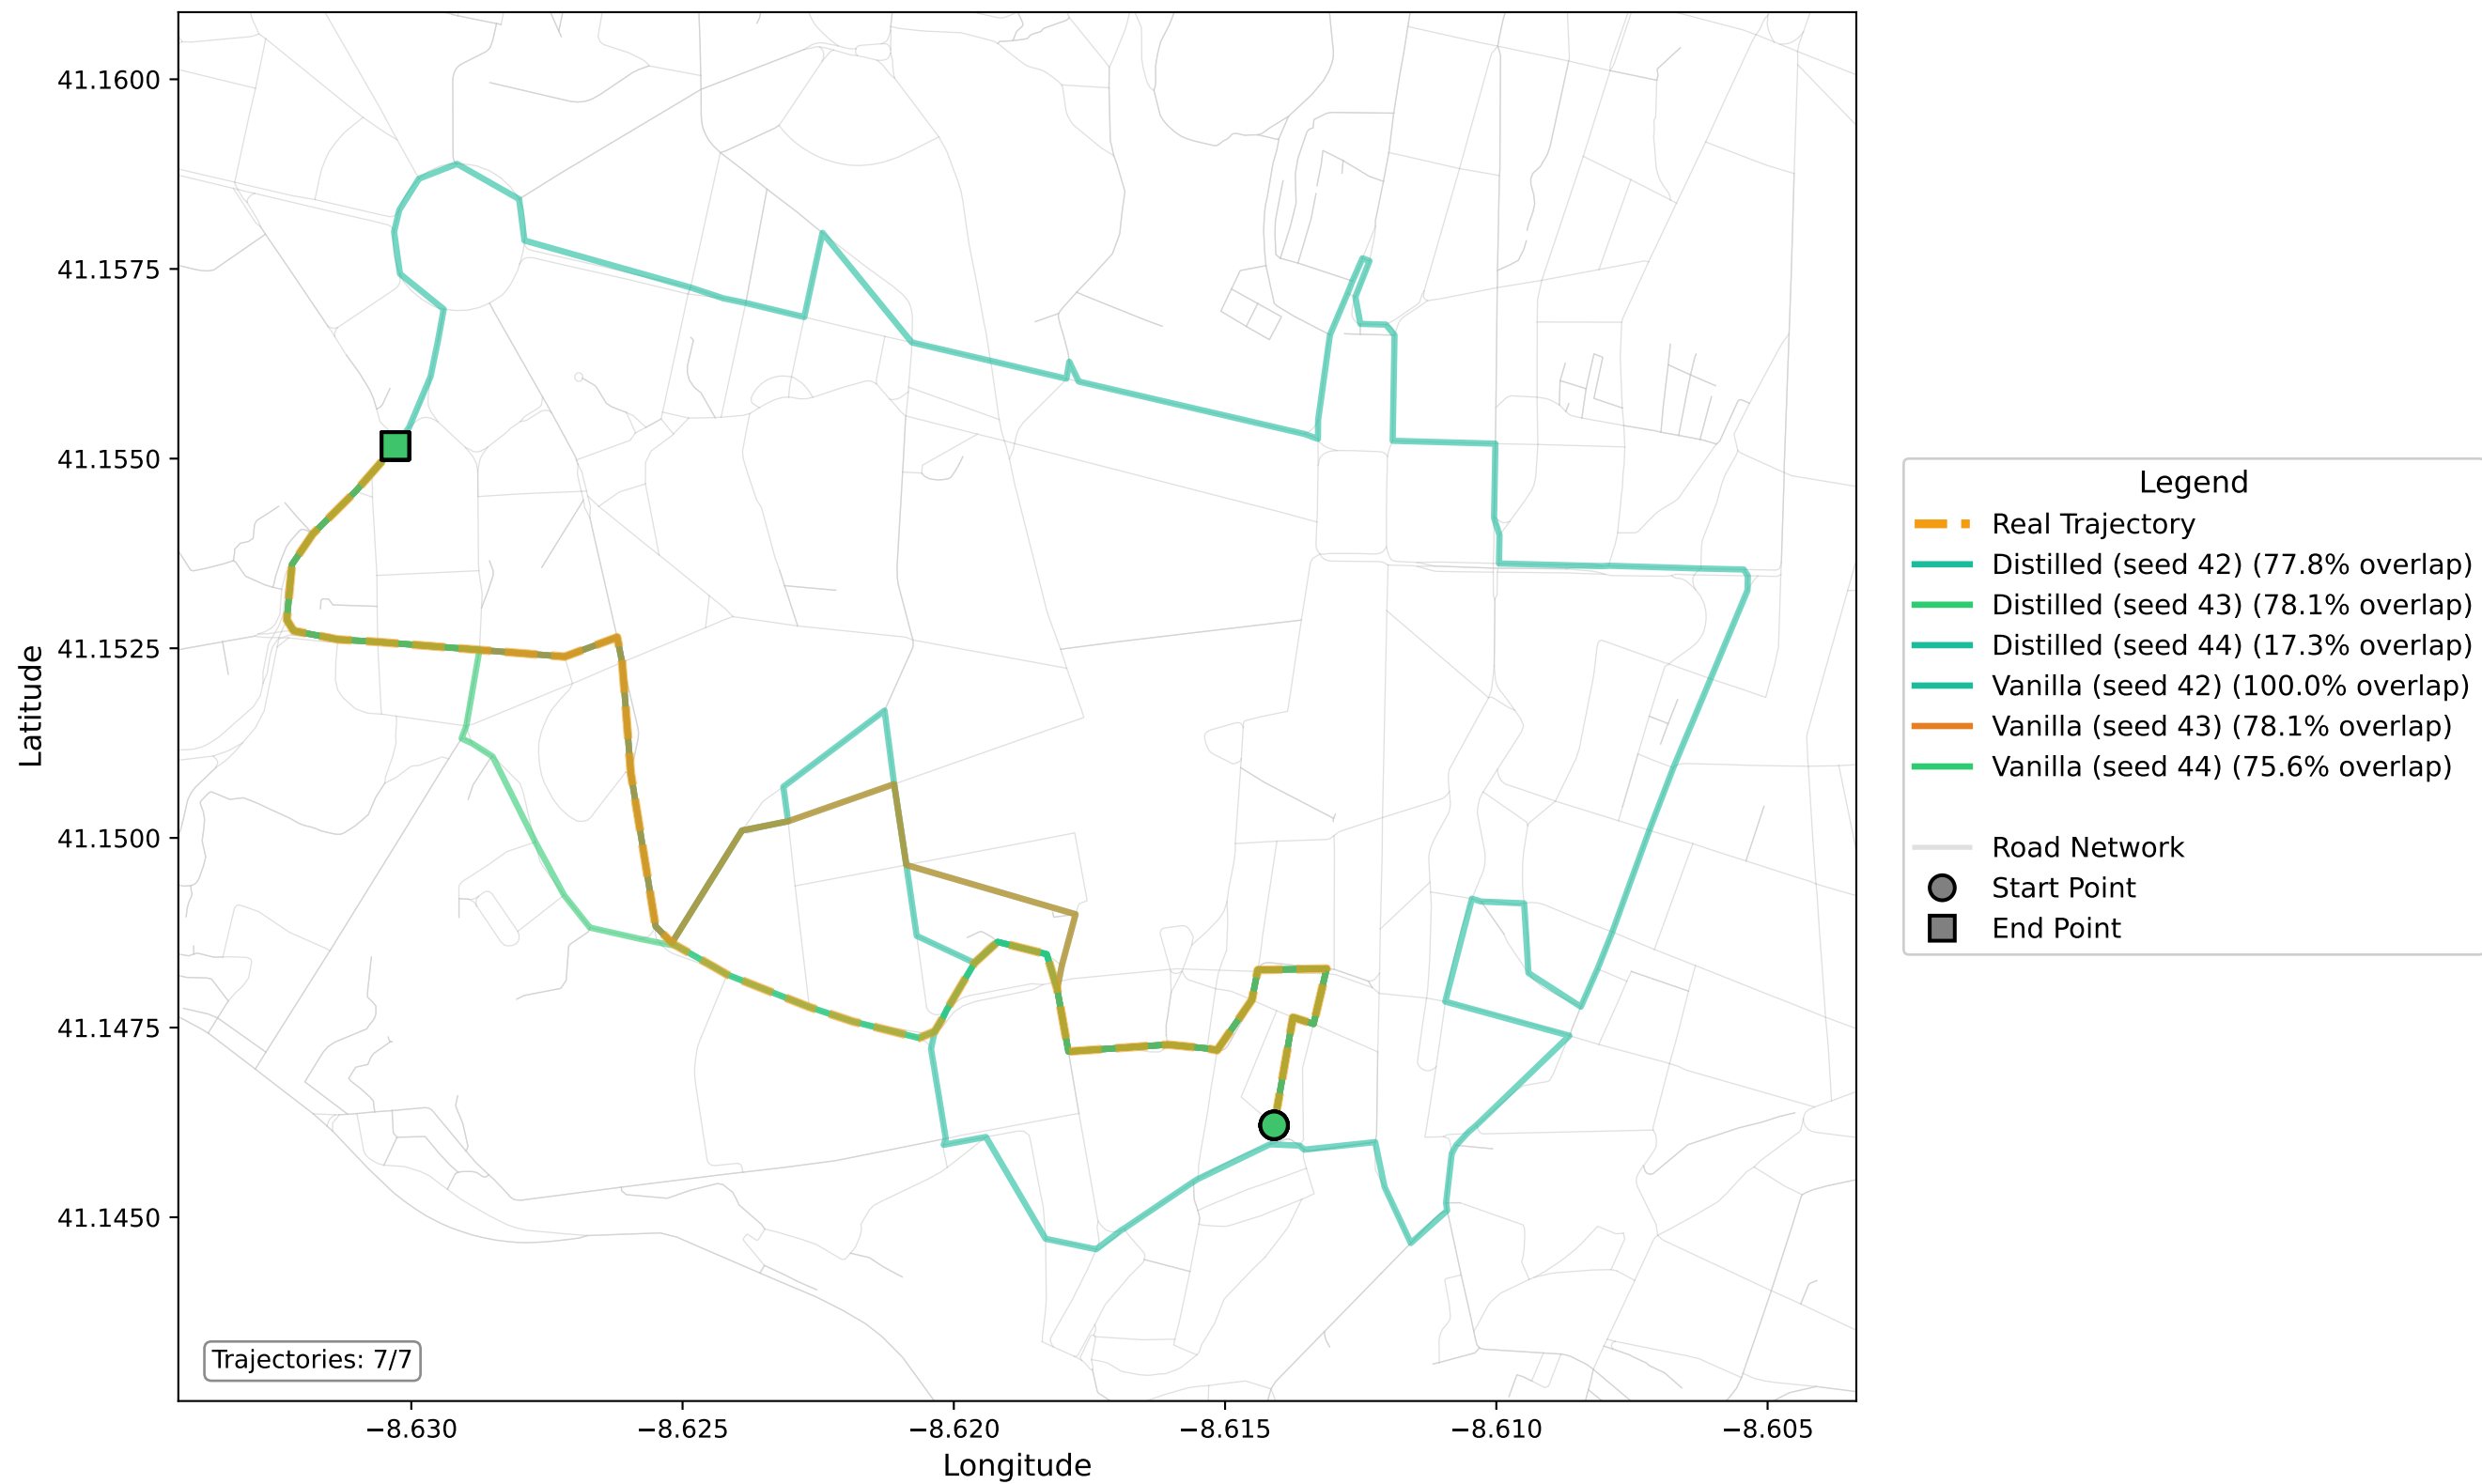 41.1600
41.1575
41.1550
41.1525
41.1500
41.1475
41.1450
Latitude
−8.630
−8.625
−8.620
−8.615
−8.610
−8.605
Longitude
Trajectories: 7/7
Legend
Real Trajectory
Distilled (seed 42) (77.8% overlap)
Distilled (seed 43) (78.1% overlap)
Distilled (seed 44) (17.3% overlap)
Vanilla (seed 42) (100.0% overlap)
Vanilla (seed 43) (78.1% overlap)
Vanilla (seed 44) (75.6% overlap)
Road Network
Start Point
End Point